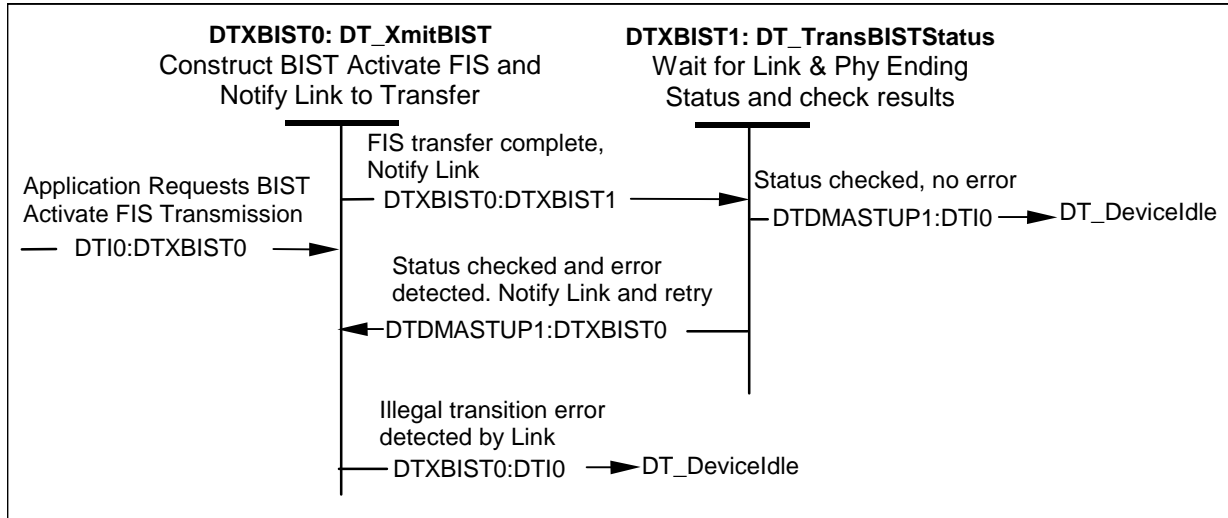 DTXBIST0: DT_XmitBIST
Construct BIST Activate FIS and
Notify Link to Transfer
DTXBIST1: DT_TransBISTStatus
Wait for Link & Phy Ending
Status and check results
FIS transfer complete,
Notify Link
DTXBIST0:DTXBIST1
Application Requests BIST
Activate FIS Transmission
DTI0:DTXBIST0
Status checked, no error
DTDMASTUP1:DTI0
DT_DeviceIdle
Status checked and error
detected. Notify Link and retry
DTDMASTUP1:DTXBIST0
Illegal transition error
detected by Link
DTXBIST0:DTI0
DT_DeviceIdle